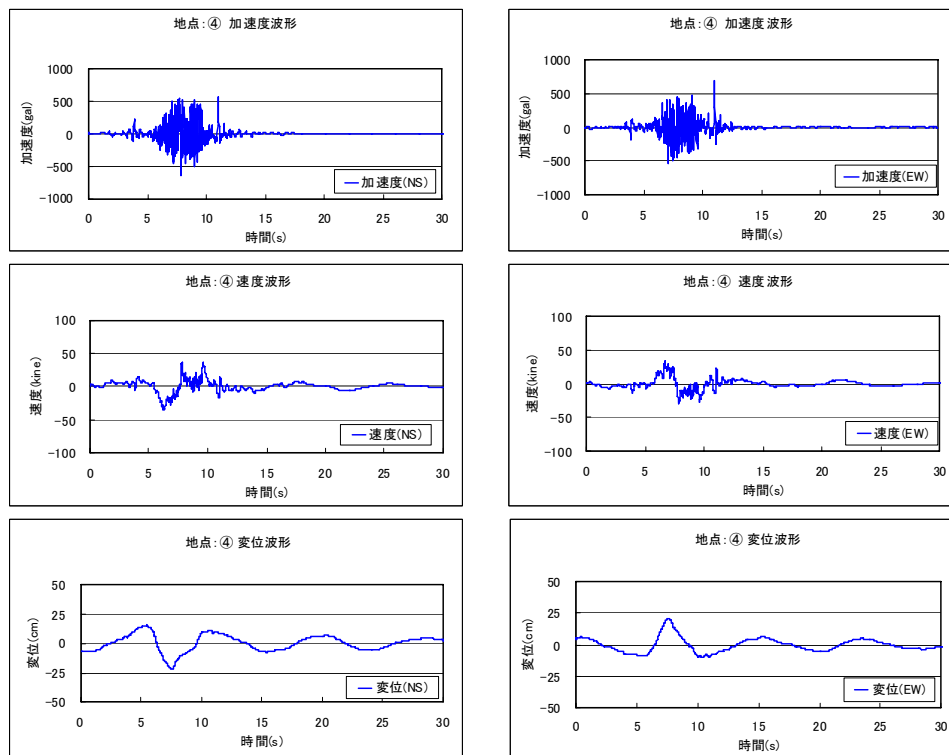 地点:④ 加速度波形
1000
500
0
−500
−1000
加速度(gal)
加速度(NS)
0 5 10 15 20 25 30
時間(s)
地点:④ 加速度波形
1000
500
0
−500
−1000
加速度(gal)
加速度(EW)
0 5 10 15 20 25 30
時間(s)
地点:④ 速度波形
100
50
0
−50
−100
速度(kine)
速度(NS)
0 5 10 15 20 25 30
時間(s)
地点:④ 速度波形
100
50
0
−50
−100
速度(kine)
速度(EW)
0 5 10 15 20 25 30
時間(s)
地点:④ 変位波形
50
25
0
−25
−50
変位(cm)
変位(NS)
0 5 10 15 20 25 30
時間(s)
地点:④ 変位波形
50
25
0
−25
−50
変位(cm)
変位(EW)
0 5 10 15 20 25 30
時間(s)